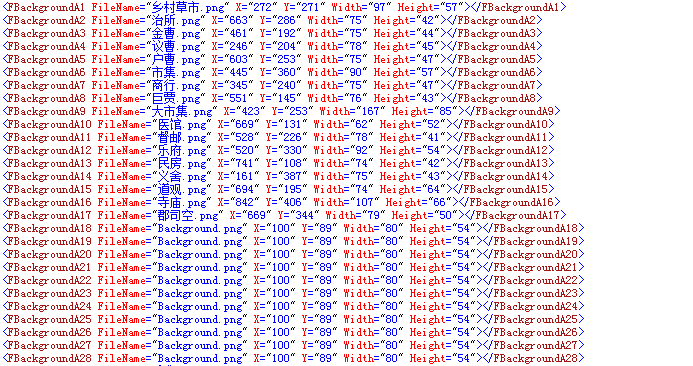 <FBackgroundA1 FileName="乡村草市.png" X="272" Y="271" Width="97" Height="57"></FBackgroundA1>
<FBackgroundA2 FileName="治所.png" X="663" Y="286" Width="75" Height="42"></FBackgroundA2>
<FBackgroundA3 FileName="金曹.png" X="461" Y="192" Width="75" Height="44"></FBackgroundA3>
<FBackgroundA4 FileName="议曹.png" X="246" Y="204" Width="78" Height="45"></FBackgroundA4>
<FBackgroundA5 FileName="户曹.png" X="603" Y="253" Width="75" Height="47"></FBackgroundA5>
<FBackgroundA6 FileName="市集.png" X="445" Y="360" Width="90" Height="57"></FBackgroundA6>
<FBackgroundA7 FileName="商行.png" X="345" Y="240" Width="75" Height="47"></FBackgroundA7>
<FBackgroundA8 FileName="巨贾.png" X="551" Y="145" Width="76" Height="43"></FBackgroundA8>
<FBackgroundA9 FileName="大市集.png" X="423" Y="253" Width="167" Height="85"></FBackgroundA9>
<FBackgroundA10 FileName="医馆.png" X="669" Y="131" Width="62" Height="52"></FBackgroundA10>
<FBackgroundA11 FileName="督邮.png" X="528" Y="226" Width="78" Height="41"></FBackgroundA11>
<FBackgroundA12 FileName="乐府.png" X="520" Y="330" Width="92" Height="54"></FBackgroundA12>
<FBackgroundA13 FileName="民房.png" X="741" Y="108" Width="74" Height="42"></FBackgroundA13>
<FBackgroundA14 FileName="义舍.png" X="161" Y="387" Width="75" Height="43"></FBackgroundA14>
<FBackgroundA15 FileName="道观.png" X="694" Y="195" Width="74" Height="64"></FBackgroundA15>
<FBackgroundA16 FileName="寺庙.png" X="842" Y="406" Width="107" Height="66"></FBackgroundA16>
<FBackgroundA17 FileName="郡司空.png" X="669" Y="344" Width="79" Height="50"></FBackgroundA17>
<FBackgroundA18 FileName="Background.png" X="100" Y="89" Width="80" Height="54"></FBackgroundA18>
<FBackgroundA19 FileName="Background.png" X="100" Y="89" Width="80" Height="54"></FBackgroundA19>
<FBackgroundA20 FileName="Background.png" X="100" Y="89" Width="80" Height="54"></FBackgroundA20>
<FBackgroundA21 FileName="Background.png" X="100" Y="89" Width="80" Height="54"></FBackgroundA21>
<FBackgroundA22 FileName="Background.png" X="100" Y="89" Width="80" Height="54"></FBackgroundA22>
<FBackgroundA23 FileName="Background.png" X="100" Y="89" Width="80" Height="54"></FBackgroundA23>
<FBackgroundA24 FileName="Background.png" X="100" Y="89" Width="80" Height="54"></FBackgroundA24>
<FBackgroundA25 FileName="Background.png" X="100" Y="89" Width="80" Height="54"></FBackgroundA25>
<FBackgroundA26 FileName="Background.png" X="100" Y="89" Width="80" Height="54"></FBackgroundA26>
<FBackgroundA27 FileName="Background.png" X="100" Y="89" Width="80" Height="54"></FBackgroundA27>
<FBackgroundA28 FileName="Background.png" X="100" Y="89" Width="80" Height="54"></FBackgroundA28>